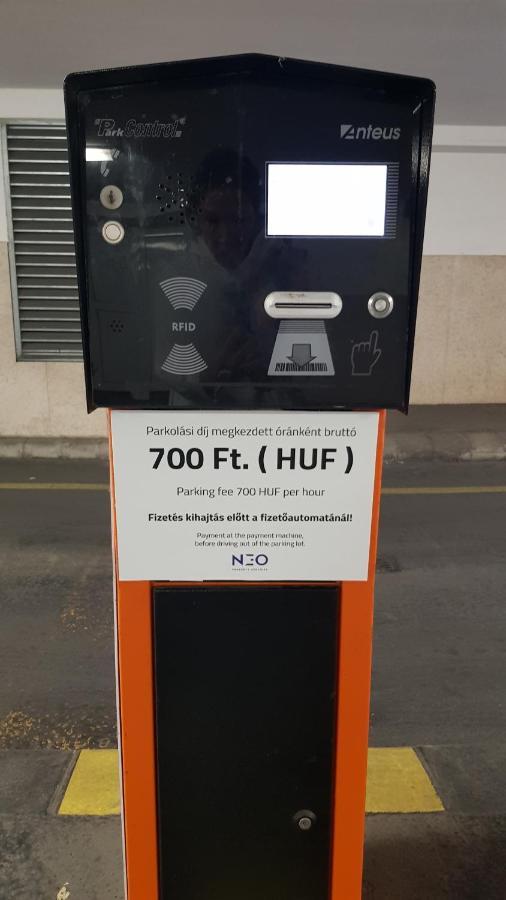 ParkControl
Anteus
RFID
Parkolási díj megkezdett óránként bruttó
700 Ft. ( HUF )
Parking fee 700 HUF per hour
Fizetés kihajtás előtt a fizetőautomatánál!
Payment at the payment machine,
before driving out of the parking lot.
NEO